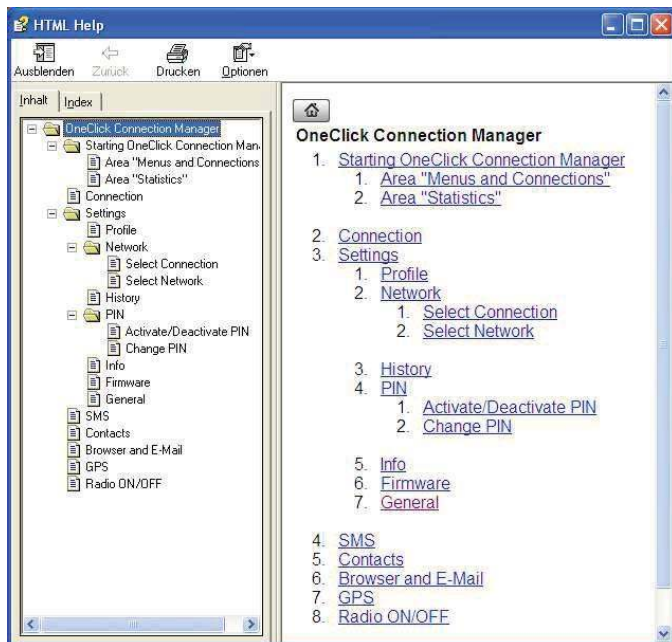 HTML Help
Ausblenden Zurück Drucken Optionen
Inhalt Index
OneClick Connection Manager
Starting OneClick Connection Man
Area "Menus and Connections
Area "Statistics"
Connection
Settings
Profile
Network
Select Connection
Select Network
History
PIN
Activate/Deactivate PIN
Change PIN
Info
Firmware
General
SMS
Contacts
Browser and E-Mail
GPS
Radio ON/OFF
OneClick Connection Manager
1. Starting OneClick Connection Manager
1. Area "Menus and Connections"
2. Area "Statistics"
2. Connection
3. Settings
1. Profile
2. Network
1. Select Connection
2. Select Network
3. History
4. PIN
1. Activate/Deactivate PIN
2. Change PIN
5. Info
6. Firmware
7. General
4. SMS
5. Contacts
6. Browser and E-Mail
7. GPS
8. Radio ON/OFF